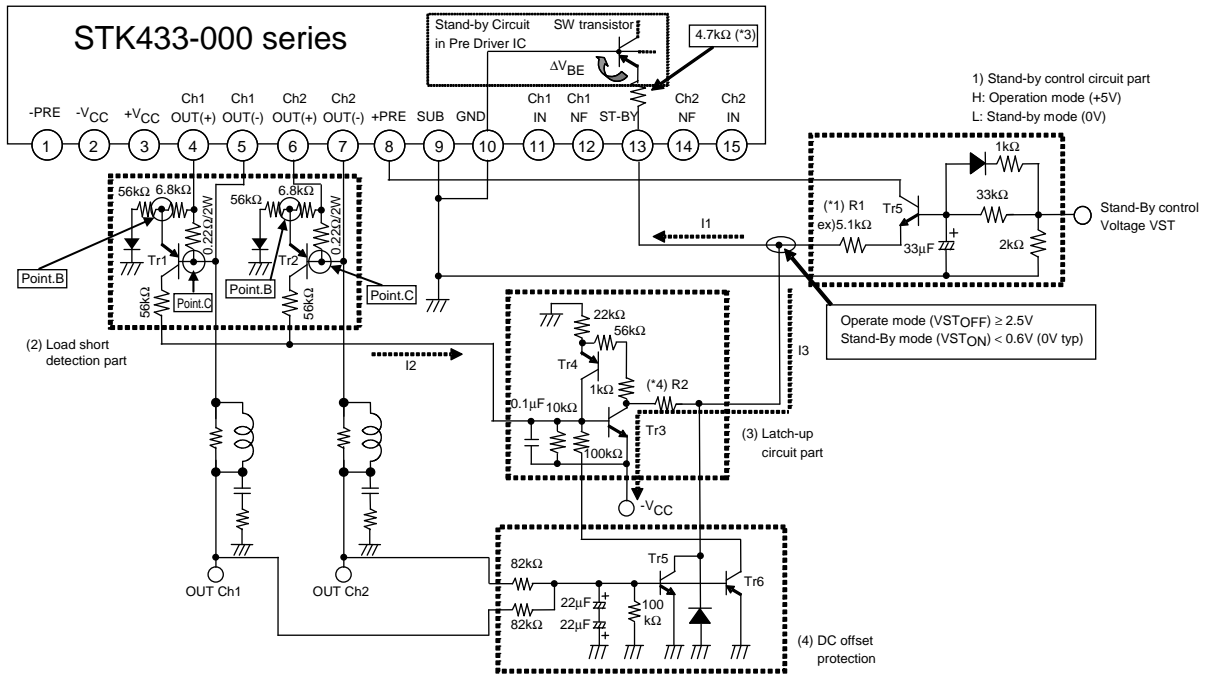 STK433-000 series
Stand-by Circuit
in Pre Driver IC
SW transistor
ΔVBE
4.7kΩ (*3)
1) Stand-by control circuit part
H: Operation mode (+5V)
L: Stand-by mode (0V)
-PRE
-VCC
+VCC
Ch1
OUT(+)
Ch1
OUT(-)
Ch2
OUT(+)
Ch2
OUT(-)
+PRE
SUB
GND
Ch1
IN
Ch1
NF
ST-BY
Ch2
NF
Ch2
IN
1
2
3
4
5
6
7
8
9
10
11
12
13
14
15
56kΩ
6.8kΩ
0.22Ω/2W
Tr1
56kΩ
56kΩ
6.8kΩ
0.22Ω/2W
Tr2
56kΩ
Point.B
Point.C
Point.B
Point.C
(2) Load short
detection part
I1
I2
I3
(*1) R1
ex)5.1kΩ
Tr5
33μF
1kΩ
33kΩ
2kΩ
Stand-By control
Voltage VST
Operate mode (VSTOFF) ≥ 2.5V
Stand-By mode (VSTON) < 0.6V (0V typ)
22kΩ
56kΩ
Tr4
1kΩ
(*4) R2
0.1μF
10kΩ
Tr3
100kΩ
(3) Latch-up
circuit part
-VCC
OUT Ch1
OUT Ch2
82kΩ
82kΩ
22μF
22μF
100
kΩ
Tr5
Tr6
(4) DC offset
protection